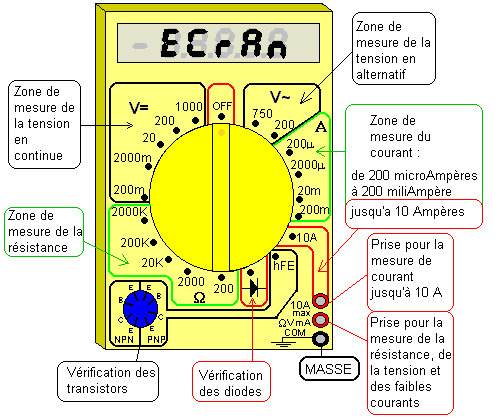 ECrAn
Zone de
mesure de
la tension
en
continue
Zone de
mesure de la
tension en
alternatif
V=
1000
OFF
V~
750
200
200
20
2000m
200m
A
200µ
2000µ
20m
200m
10A
hFE
2000K
200K
20K
2000
200
Ω
Zone de
mesure du
courant :
de 200 microAmpères
à 200 miliAmpère
jusqu'à 10 Ampères
Zone de
mesure de la
résistance
Prise pour la
mesure de
courant
jusqu'à 10 A
10A
max
ΩVmA
COM
E
E
B
B
C
C
E
E
NPN
PNP
Prise pour la
mesure de la
résistance, de
la tension et
des faibles
courants
Vérification des
transistors
Vérification
des diodes
MASSE